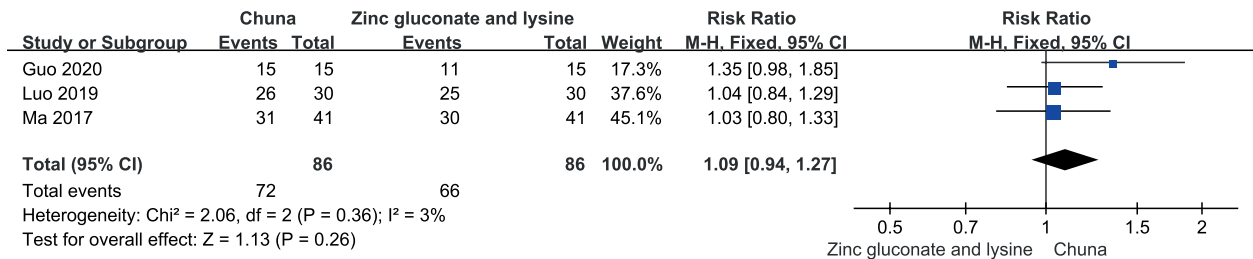 Chuna Zinc gluconate and lysine Risk Ratio Risk Ratio
Study or Subgroup Events Total Events Total Weight M-H, Fixed, 95% CI M-H, Fixed, 95% CI
Guo 2020 15 15 11 15 17.3% 1.35 [0.98, 1.85]
Luo 2019 26 30 25 30 37.6% 1.04 [0.84, 1.29]
Ma 2017 31 41 30 41 45.1% 1.03 [0.80, 1.33]
Total (95% CI) 86 86 100.0% 1.09 [0.94, 1.27]
Total events 72 66
Heterogeneity: Chi² = 2.06, df = 2 (P = 0.36); I² = 3%
Test for overall effect: Z = 1.13 (P = 0.26)
0.5 0.7 1 1.5 2
Zinc gluconate and lysine Chuna